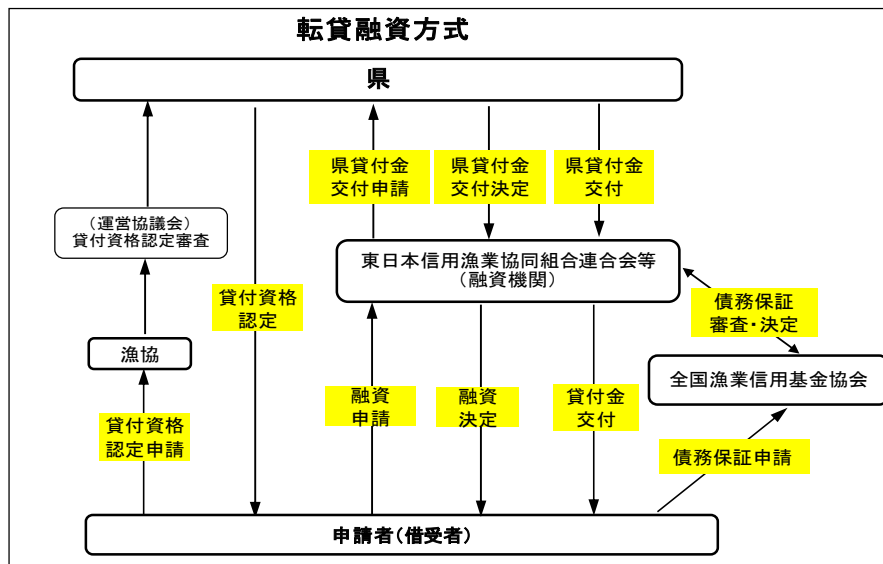 転貸融資方式
県
県貸付金
交付申請
県貸付金
交付決定
県貸付金
交付
（運営協議会）
貸付資格認定審査
東日本信用漁業協同組合連合会等
（融資機関）
貸付資格
認定
債務保証
審査・決定
漁協
全国漁業信用基金協会
貸付資格
認定申請
融資
申請
融資
決定
貸付金
交付
債務保証申請
申請者（借受者）